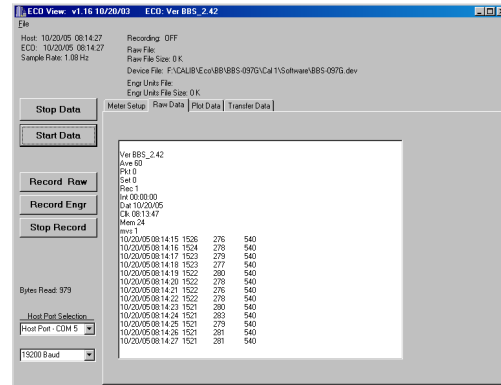 ECO View: v1.16 10/20/03 ECO: Ver BBS_2.42
File
Host: 10/20/05 08:14:27
ECO: 10/20/05 08:14:27
Sample Rate: 1.08 Hz
Recording: OFF
Raw File:
Raw File Size: 0 K
Device File: F:\CALIB\Eco\BB\BBS-097G\Cal 1\Software\BBS-097G.dev
Engr Units File:
Engr Units File Size: 0 K
Stop Data
Start Data
Record Raw
Record Engr
Stop Record
Bytes Read: 979
Host Port Selection
Host Port - COM 5
19200 Baud
Meter Setup Raw Data Plot Data Transfer Data
Ver BBS_2.42
Ave 60
Pkt 0
Set 0
Rec 1
Int 00:00:00
Dat 10/20/05
Clk 08:13:47
Mem 24
mvs 1
10/20/05 08:14:15 1526 276 540
10/20/05 08:14:16 1524 278 540
10/20/05 08:14:17 1523 279 540
10/20/05 08:14:18 1523 277 540
10/20/05 08:14:19 1522 280 540
10/20/05 08:14:20 1522 278 540
10/20/05 08:14:21 1522 276 540
10/20/05 08:14:22 1522 278 540
10/20/05 08:14:23 1521 280 540
10/20/05 08:14:24 1521 283 540
10/20/05 08:14:25 1521 279 540
10/20/05 08:14:26 1521 281 540
10/20/05 08:14:27 1521 281 540